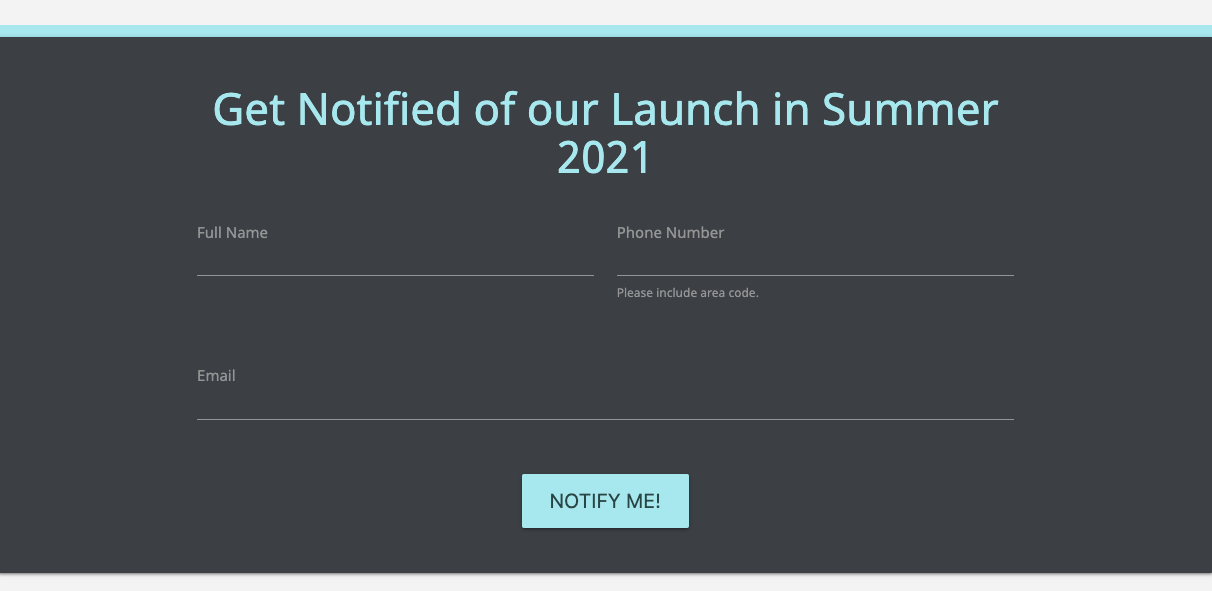 Get Notified of our Launch in Summer
2021
Full Name
Phone Number
Please include area code.
Email
NOTIFY ME!